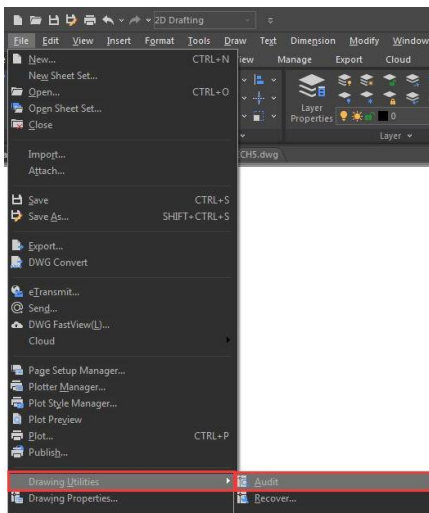 2D Drafting
File Edit View Insert Format Tools Draw Text Dimension Modify Window
iew Manage Export Cloud
New... CTRL+N
New Sheet Set...
Open... CTRL+O
Open Sheet Set...
Close
Layer
Properties
0
Layer
Import...
ECH5.dwg
Attach...
Save CTRL+S
Save As... SHIFT+CTRL+S
Export...
DWG Convert
eTransmit...
Send...
DWG FastView(L)...
Cloud
Page Setup Manager...
Plotter Manager...
Plot Style Manager...
Plot Preview
Plot... CTRL+P
Publish...
Drawing Utilities Audit
Drawing Properties... Recover...